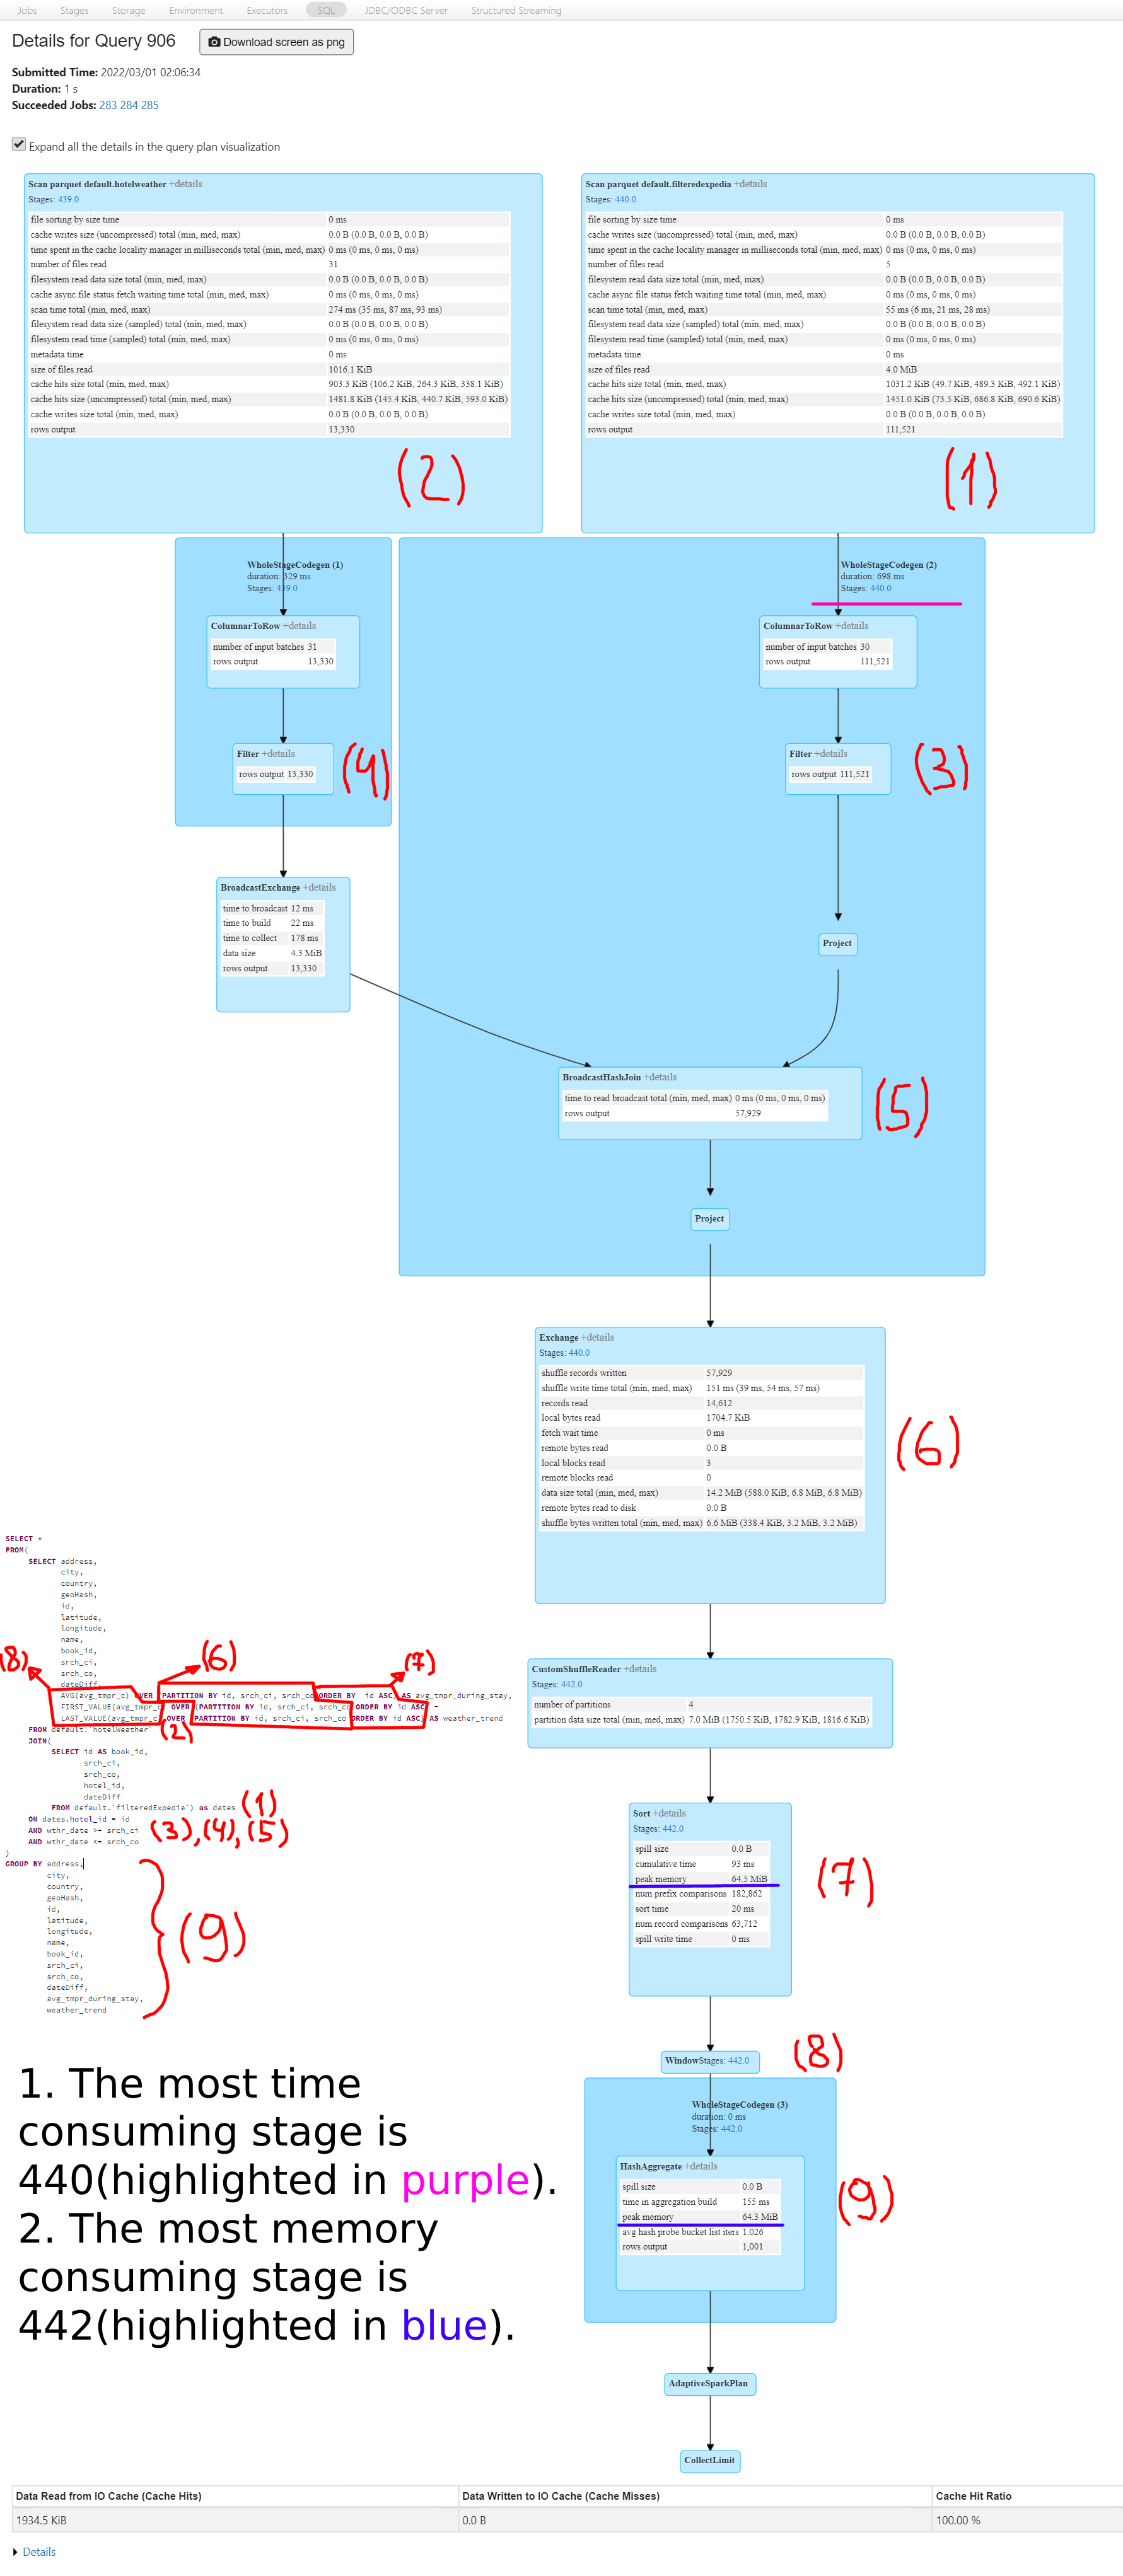 Jobs Stages Storage Environment Executors SQL JDBC/ODBC Server Structured Streaming
Details for Query 906 Download screen as png
Submitted Time: 2022/03/01 02:06:34
Duration: 1 s
Succeeded Jobs: 283 284 285
Expand all the details in the query plan visualization
Scan parquet default.hotelweather +details
Stages: 439.0
file sorting by size time 0 ms
cache writes size (uncompressed) total (min, med, max) 0.0 B (0.0 B, 0.0 B, 0.0 B)
time spent in the cache locality manager in milliseconds total (min, med, max) 0 ms (0 ms, 0 ms, 0 ms)
number of files read 31
filesystem read data size total (min, med, max) 0.0 B (0.0 B, 0.0 B, 0.0 B)
cache async file status fetch waiting time total (min, med, max) 0 ms (0 ms, 0 ms, 0 ms)
scan time total (min, med, max) 274 ms (35 ms, 87 ms, 93 ms)
filesystem read data size (sampled) total (min, med, max) 0.0 B (0.0 B, 0.0 B, 0.0 B)
filesystem read time (sampled) total (min, med, max) 0 ms (0 ms, 0 ms, 0 ms)
metadata time 0 ms
size of files read 1016.1 KiB
cache hits size total (min, med, max) 903.3 KiB (106.2 KiB, 264.3 KiB, 338.1 KiB)
cache hits size (uncompressed) total (min, med, max) 1481.8 KiB (145.4 KiB, 440.7 KiB, 593.0 KiB)
cache writes size total (min, med, max) 0.0 B (0.0 B, 0.0 B, 0.0 B)
rows output 13,330
(2)
Scan parquet default.filteredexpedia +details
Stages: 440.0
file sorting by size time 0 ms
cache writes size (uncompressed) total (min, med, max) 0.0 B (0.0 B, 0.0 B, 0.0 B)
time spent in the cache locality manager in milliseconds total (min, med, max) 0 ms (0 ms, 0 ms, 0 ms)
number of files read 5
filesystem read data size total (min, med, max) 0.0 B (0.0 B, 0.0 B, 0.0 B)
cache async file status fetch waiting time total (min, med, max) 0 ms (0 ms, 0 ms, 0 ms)
scan time total (min, med, max) 55 ms (6 ms, 21 ms, 28 ms)
filesystem read data size (sampled) total (min, med, max) 0.0 B (0.0 B, 0.0 B, 0.0 B)
filesystem read time (sampled) total (min, med, max) 0 ms (0 ms, 0 ms, 0 ms)
metadata time 0 ms
size of files read 4.0 MiB
cache hits size total (min, med, max) 1031.2 KiB (49.7 KiB, 489.3 KiB, 492.1 KiB)
cache hits size (uncompressed) total (min, med, max) 1451.0 KiB (73.5 KiB, 686.8 KiB, 690.6 KiB)
cache writes size total (min, med, max) 0.0 B (0.0 B, 0.0 B, 0.0 B)
rows output 111,521
(1)
WholeStageCodegen (1)
duration: 329 ms
Stages: 439.0
ColumnarToRow +details
number of input batches 31
rows output 13,330
Filter +details
rows output 13,330
(4)
WholeStageCodegen (2)
duration: 698 ms
Stages: 440.0
ColumnarToRow +details
number of input batches 30
rows output 111,521
Filter +details
rows output 111,521
(3)
BroadcastExchange +details
time to broadcast 12 ms
time to build 22 ms
time to collect 178 ms
data size 4.3 MiB
rows output 13,330
Project
BroadcastHashJoin +details
time to read broadcast total (min, med, max) 0 ms (0 ms, 0 ms, 0 ms)
rows output 57,929
(5)
Project
Exchange +details
Stages: 440.0
shuffle records written 57,929
shuffle write time total (min, med, max) 151 ms (39 ms, 54 ms, 57 ms)
records read 14,612
local bytes read 1704.7 KiB
fetch wait time 0 ms
remote bytes read 0.0 B
local blocks read 3
remote blocks read 0
data size total (min, med, max) 14.2 MiB (588.0 KiB, 6.8 MiB, 6.8 MiB)
remote bytes read to disk 0.0 B
shuffle bytes written total (min, med, max) 6.6 MiB (338.4 KiB, 3.2 MiB, 3.2 MiB)
(6)
CustomShuffleReader +details
Stages: 442.0
number of partitions 4
partition data size total (min, med, max) 7.0 MiB (1750.5 KiB, 1782.9 KiB, 1816.6 KiB)
Sort +details
Stages: 442.0
spill size 0.0 B
cumulative time 93 ms
peak memory 64.5 MiB
num prefix comparisons 182,862
sort time 20 ms
num record comparisons 63,712
spill write time 0 ms
(7)
WindowStages: 442.0
(8)
WholeStageCodegen (3)
duration: 0 ms
Stages: 442.0
HashAggregate +details
spill size 0.0 B
time in aggregation build 155 ms
peak memory 64.3 MiB
avg hash probe bucket list iters 1.026
rows output 1,001
(9)
AdaptiveSparkPlan
CollectLimit
SELECT *
FROM(
SELECT address,
city,
country,
geoHash,
id,
latitude,
longitude,
name,
book_id,
srch_ci,
srch_co,
dateDiff,
(8) (6) (7)
AVG(avg_tmpr_c) OVER (PARTITION BY id, srch_ci, srch_co ORDER BY id ASC) AS avg_tmpr_during_stay,
FIRST_VALUE(avg_tmpr_c) OVER (PARTITION BY id, srch_ci, srch_co ORDER BY id ASC) -
LAST_VALUE(avg_tmpr_c) OVER (PARTITION BY id, srch_ci, srch_co ORDER BY id ASC) AS weather_trend
FROM default.`hotelWeather` (2)
JOIN(
SELECT id AS book_id,
srch_ci,
srch_co,
hotel_id,
dateDiff
FROM default.`filteredExpedia`) as dates (1)
ON dates.hotel_id = id
AND wthr_date >= srch_ci (3),(4),(5)
AND wthr_date <= srch_co
)
GROUP BY address,
city,
country,
geoHash,
id,
latitude,
longitude,
name,
book_id,
srch_ci,
srch_co,
dateDiff,
avg_tmpr_during_stay,
weather_trend
(9)
1. The most time
consuming stage is
440(highlighted in purple).
2. The most memory
consuming stage is
442(highlighted in blue).
Data Read from IO Cache (Cache Hits) Data Written to IO Cache (Cache Misses) Cache Hit Ratio
1934.5 KiB 0.0 B 100.00 %
Details